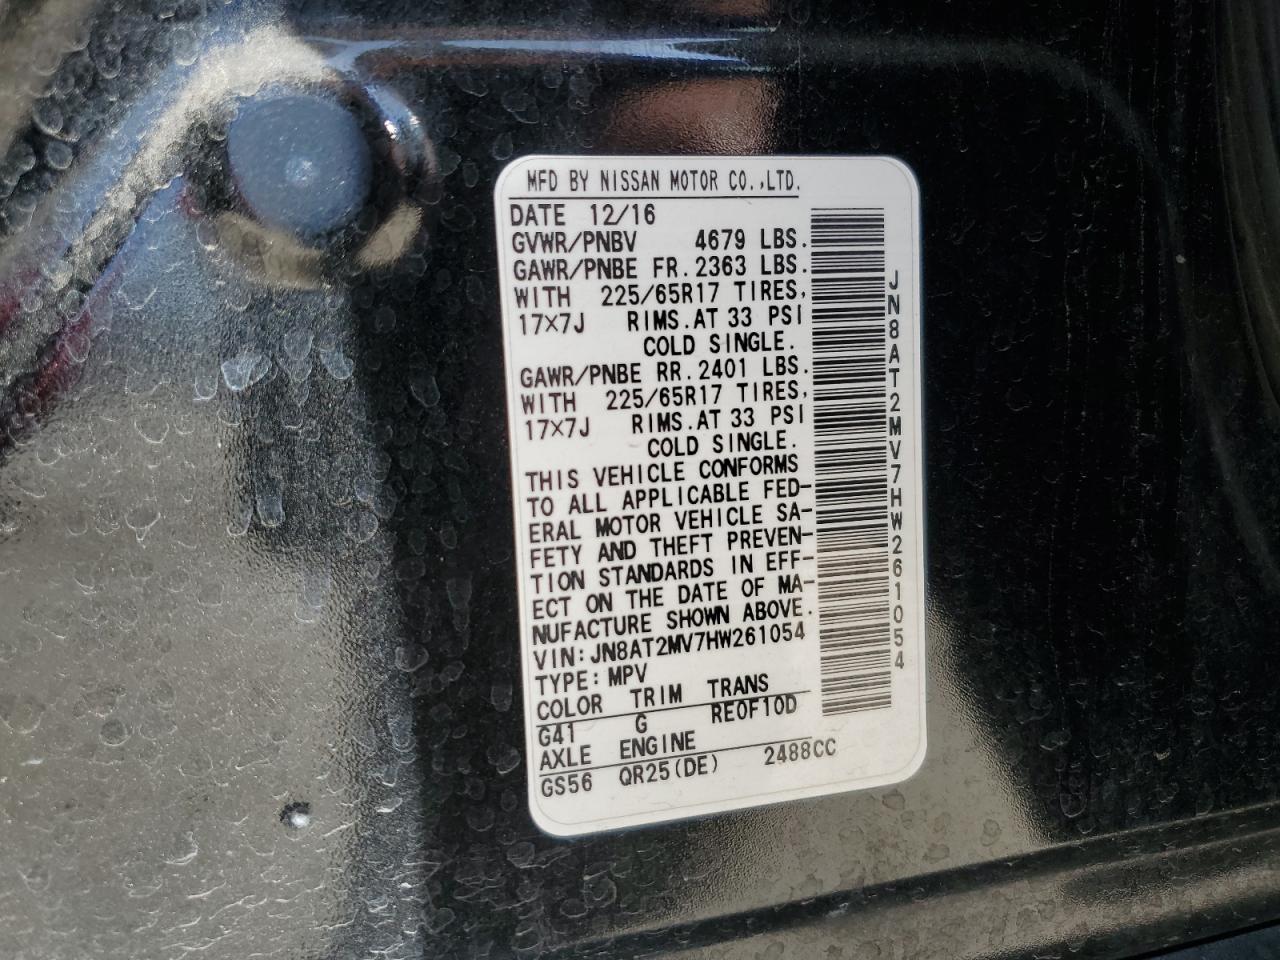 MFD BY NISSAN MOTOR CO.,LTD.
DATE 12/16
GVWR/PNBV 4679 LBS.
GAWR/PNBE FR.2363 LBS.
WITH 225/65R17 TIRES,
17×7J RIMS.AT 33 PSI
COLD SINGLE.
GAWR/PNBE RR.2401 LBS.
WITH 225/65R17 TIRES,
17×7J RIMS.AT 33 PSI
COLD SINGLE.
THIS VEHICLE CONFORMS
TO ALL APPLICABLE FED-
ERAL MOTOR VEHICLE SA-
FETY AND THEFT PREVEN-
TION STANDARDS IN EFF-
ECT ON THE DATE OF MA-
NUFACTURE SHOWN ABOVE.
VIN:JN8AT2MV7HW261054
TYPE:MPV
COLOR TRIM TRANS
G41 G RE0F10D
AXLE ENGINE
GS56 QR25(DE) 2488CC
JN8AT2MV7HW261054